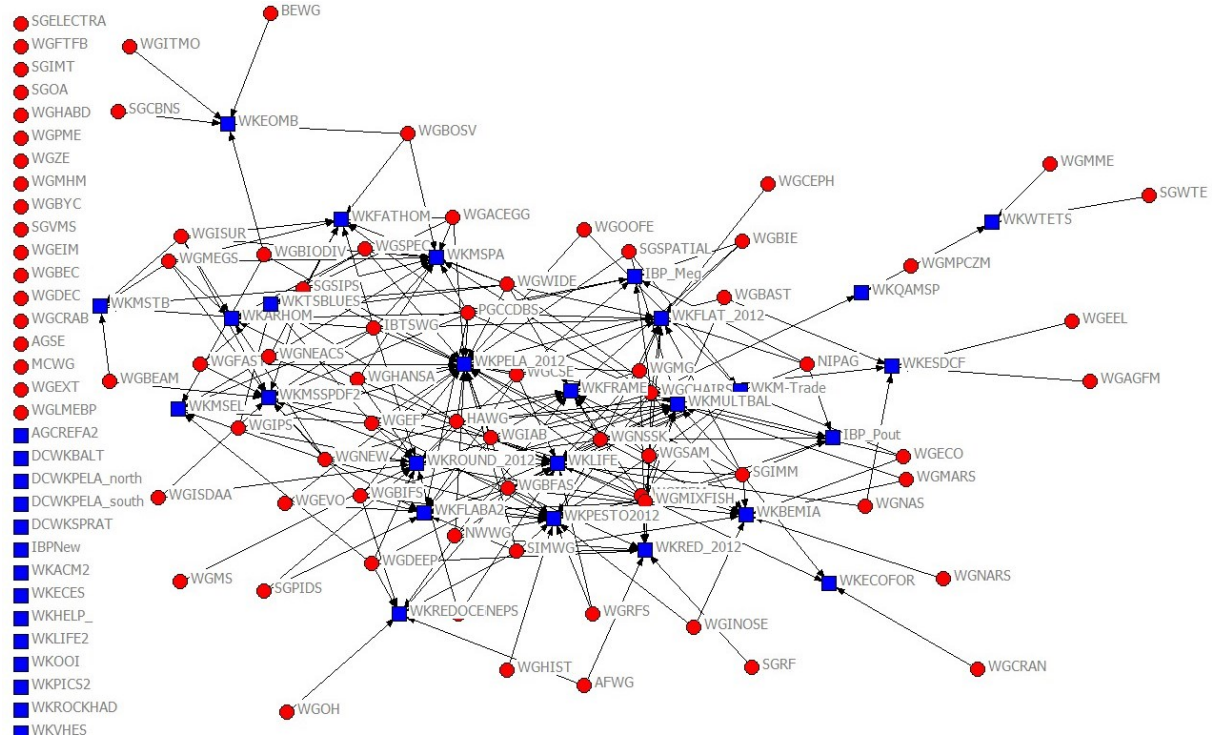 SGELECTRA
WGFTFB
SGIMT
SGOA
WGHABD
WGPME
WGZE
WGMHM
WGBYC
SGVMS
WGEIM
WGBEC
WGDEC
WGCRAB
AGSE
MCWG
WGEXT
WGLMEBP
AGCREFA2
DCWKBALT
DCWKPELA_north
DCWKPELA_south
DCWKSPRAT
IBPNew
WKACM2
WKECES
WKHELP_
WKLIFE2
WKOOI
WKPICS2
WKROCKHAD
WKVHES
BEWG
WGITMO
SGCBNS
WKEOMB
WGBOSV
WGMME
WGCEPH
SGWTE
WKFATHOM
WGACEGG
WKWTETS
WGISUR
WGOOFE
WGBIE
WGSPEC
WGBIODIV
SGSPATIAL
WKMSPA
WGMEGS
WGMPCZM
IBP_Meg
SGSIPS
WGWIDE
WKQAMSP
WGBAST
WKTSBLUES
WKMSTB
PGCCDBS
WKARHOM
WKFLAT_2012
WGEEL
IBTSWG
WGNEACS
WKPELA_2012
WGFAST
NIPAG
WKESDCF
WGCSE
WGMG
WGHANSA
WGBEAM
WGAGFM
WKFRAME
WGCHAIRS
WKM-Trade
WKMSSPDF2
WKMULTBAL
WKMSEL
WGEF
HAWG
WGIPS
WGIAB
WGNSSK
IBP_Pout
WGSAM
WGECO
WGNEW
WKROUND_2012
WKLIFE
SGIMM
WGMARS
WGBFAS
WGISDAA
WGEVO
WGBIFS
WGMIXFISH
WGNAS
WKFLABA2
WKPESTO2012
WKBEMIA
NWWG
SIMWG
WKRED_2012
WGDEEP
WGMS
WGNARS
WKECOFOR
SGPIDS
WKREDOCE
NEPS
WGRFS
WGINOSE
WGHIST
SGRF
WGCRAN
AFWG
WGOH